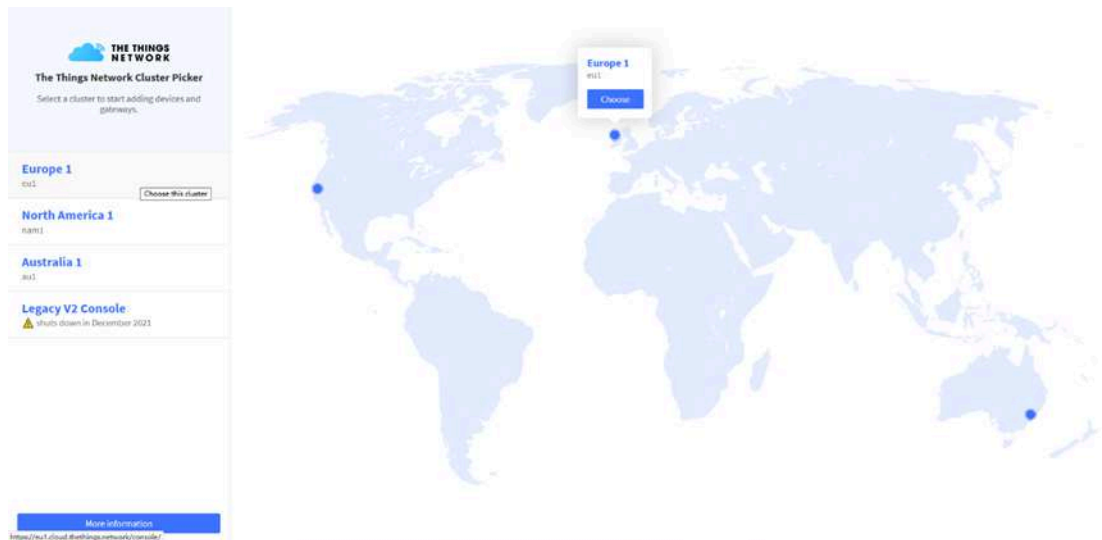 THE THINGS
NETWORK
The Things Network Cluster Picker
Select a cluster to start adding devices and
gateways.
Europe 1
eu1
Choose this cluster
North America 1
nam1
Australia 1
au1
Legacy V2 Console
shuts down in December 2021
More information
https://eu1.cloud.thethings.network/console/
Europe 1
eu1
Choose